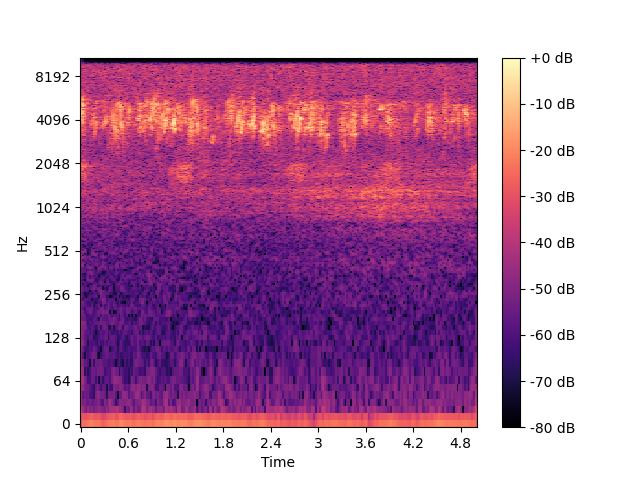 8192
4096
2048
1024
512
256
128
64
0
Hz
0 0.6 1.2 1.8 2.4 3 3.6 4.2 4.8
Time
+0 dB
-10 dB
-20 dB
-30 dB
-40 dB
-50 dB
-60 dB
-70 dB
-80 dB